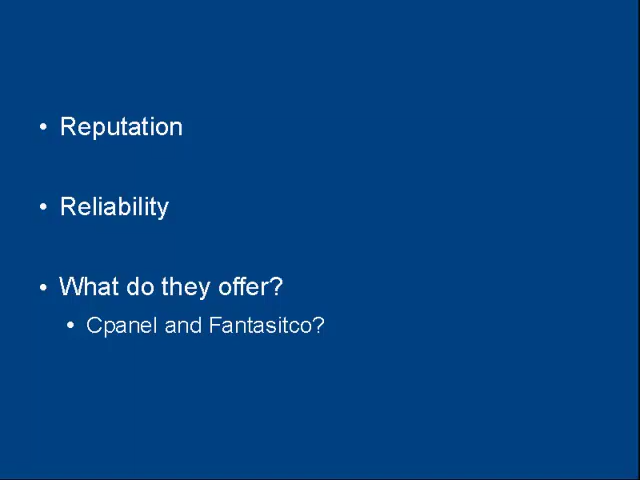 • Reputation
• Reliability
• What do they offer?
• Cpanel and Fantasitco?